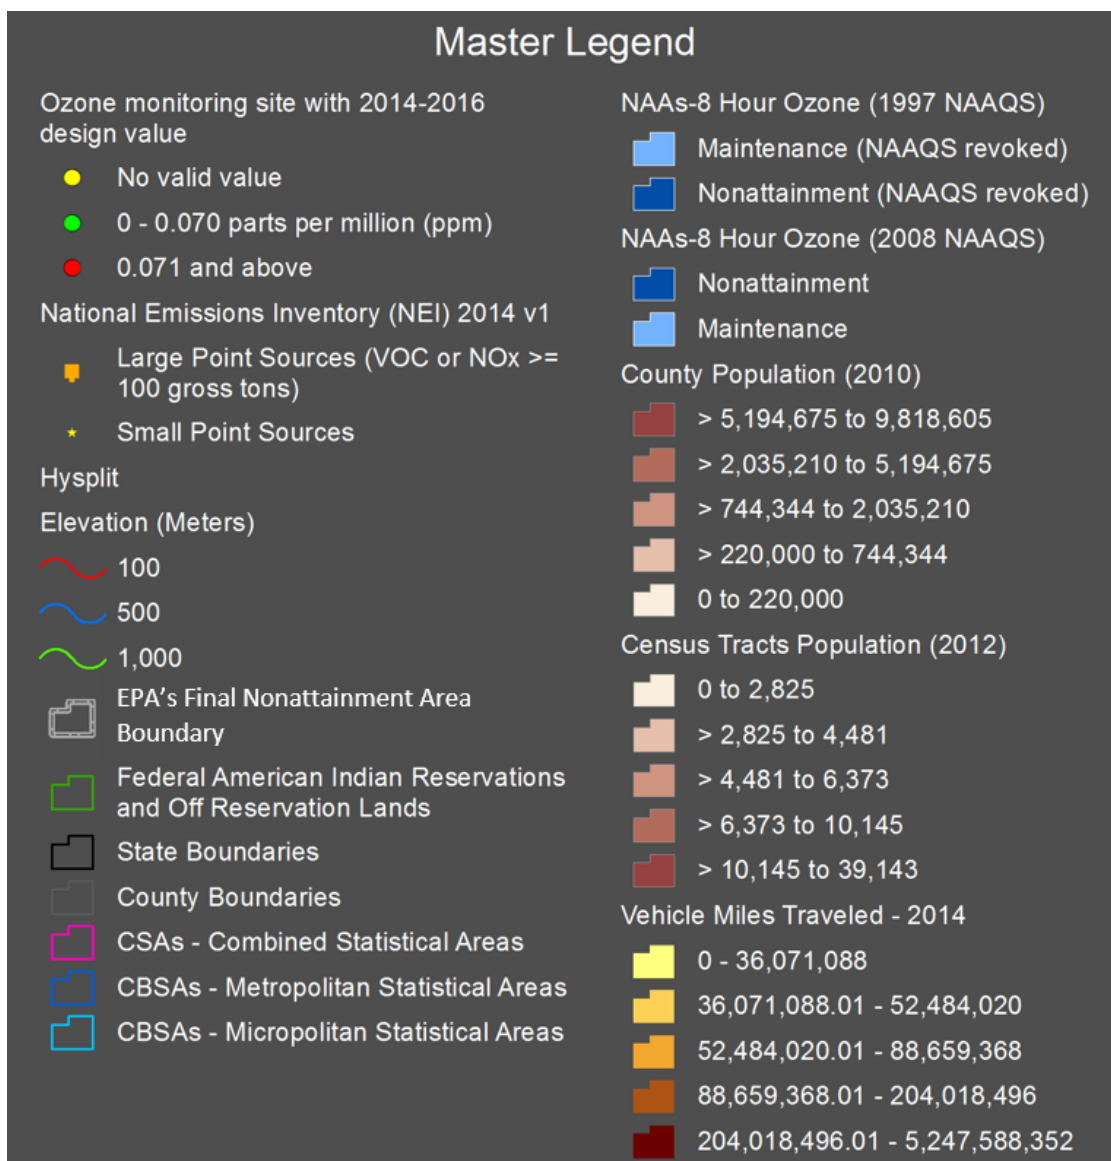 Master Legend
Ozone monitoring site with 2014-2016
design value
No valid value
0 - 0.070 parts per million (ppm)
0.071 and above
National Emissions Inventory (NEI) 2014 v1
Large Point Sources (VOC or NOx >=
100 gross tons)
Small Point Sources
Hysplit
Elevation (Meters)
100
500
1,000
EPA's Final Nonattainment Area
Boundary
Federal American Indian Reservations
and Off Reservation Lands
State Boundaries
County Boundaries
CSAs - Combined Statistical Areas
CBSAs - Metropolitan Statistical Areas
CBSAs - Micropolitan Statistical Areas
NAAs-8 Hour Ozone (1997 NAAQS)
Maintenance (NAAQS revoked)
Nonattainment (NAAQS revoked)
NAAs-8 Hour Ozone (2008 NAAQS)
Nonattainment
Maintenance
County Population (2010)
> 5,194,675 to 9,818,605
> 2,035,210 to 5,194,675
> 744,344 to 2,035,210
> 220,000 to 744,344
0 to 220,000
Census Tracts Population (2012)
0 to 2,825
> 2,825 to 4,481
> 4,481 to 6,373
> 6,373 to 10,145
> 10,145 to 39,143
Vehicle Miles Traveled - 2014
0 - 36,071,088
36,071,088.01 - 52,484,020
52,484,020.01 - 88,659,368
88,659,368.01 - 204,018,496
204,018,496.01 - 5,247,588,352